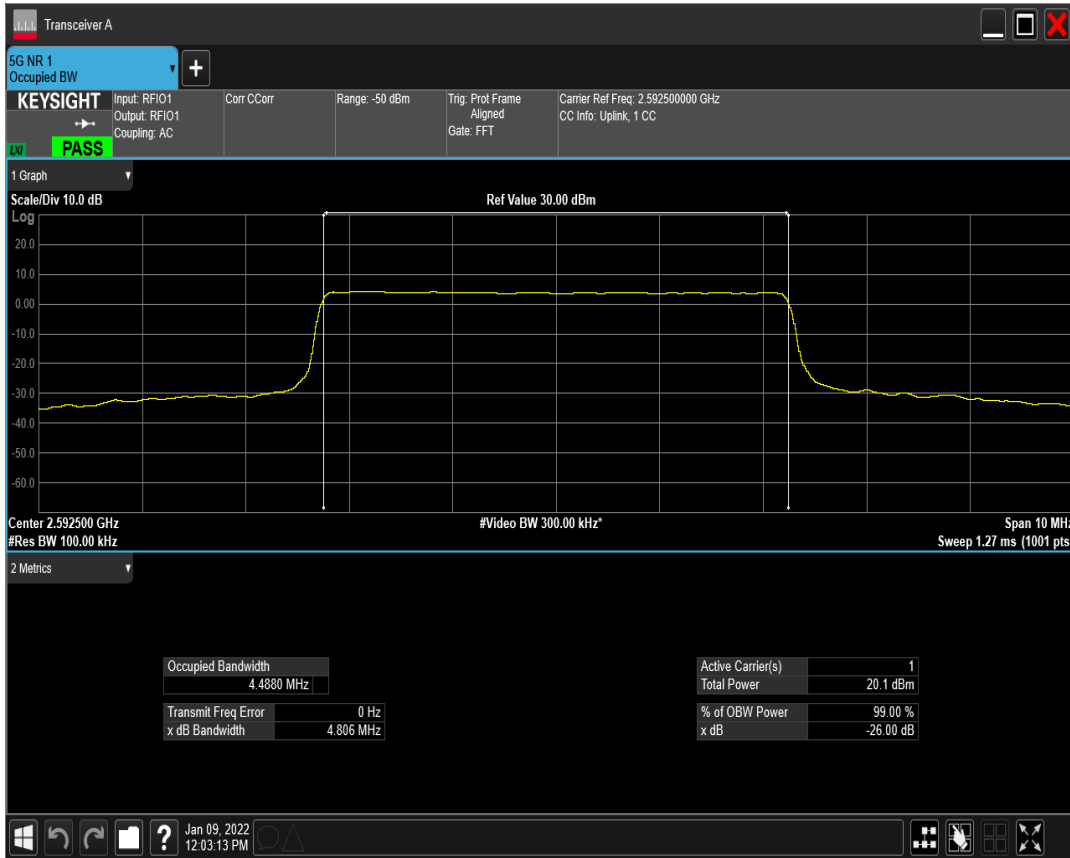 Transceiver A
5G NR 1
Occupied BW
+
KEYSIGHT
Input: RFIO1
Output: RFIO1
Coupling: AC
Corr CCorr
Range: -50 dBm
Trig: Prot Frame
Aligned
Gate: FFT
Carrier Ref Freq: 2.592500000 GHz
CC Info: Uplink, 1 CC
LXI
PASS
1 Graph
Scale/Div 10.0 dB
Ref Value 30.00 dBm
Log
20.0
10.0
0.00
-10.0
-20.0
-30.0
-40.0
-50.0
-60.0
Center 2.592500 GHz
#Video BW 300.00 kHz*
Span 10 MHz
#Res BW 100.00 kHz
Sweep 1.27 ms (1001 pts
2 Metrics
Occupied Bandwidth
4.4880 MHz
Transmit Freq Error 0 Hz
x dB Bandwidth 4.806 MHz
Active Carrier(s) 1
Total Power 20.1 dBm
% of OBW Power 99.00 %
x dB -26.00 dB
?
Jan 09, 2022
12:03:13 PM